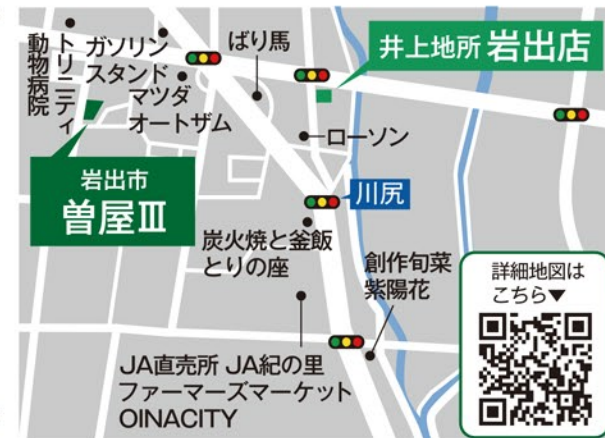 トリニティ
動物病院
ガソリン
スタンド
マツダ
オートザム
ばり馬
井上地所 岩出店
ローソン
岩出市
曽屋Ⅲ
川尻
炭火焼と釜飯
とりの座
創作旬菜
紫陽花
JA直売所 JA紀の里
ファーマーズマーケット
OINACITY
詳細地図は
こちら▼